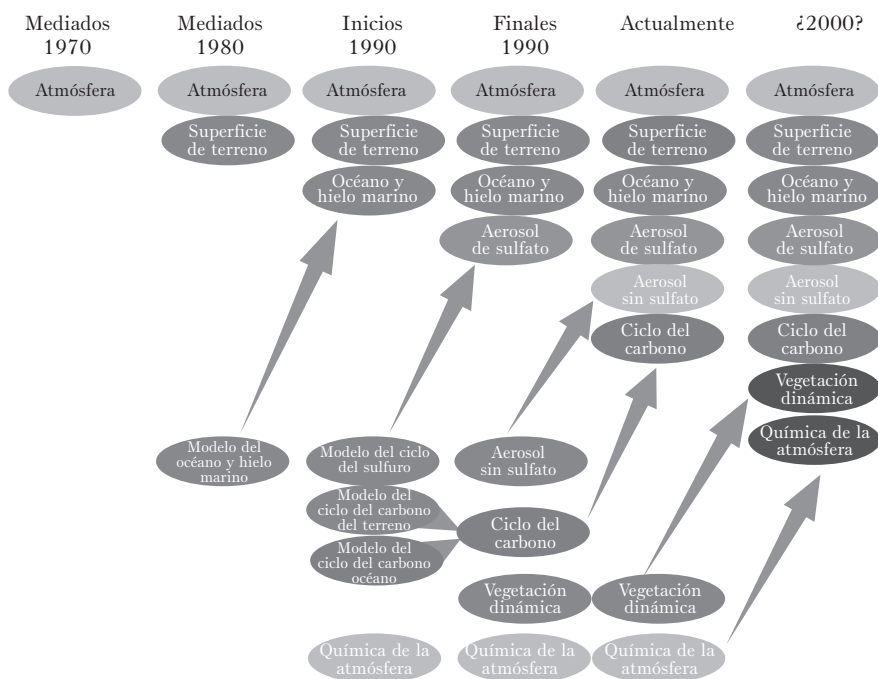 Mediados
1970
Mediados
1980
Inicios
1990
Finales
1990
Actualmente
¿2000?
Atmósfera
Atmósfera
Atmósfera
Atmósfera
Atmósfera
Atmósfera
Superficie
de terreno
Superficie
de terreno
Superficie
de terreno
Superficie
de terreno
Superficie
de terreno
Océano y
hielo marino
Océano y
hielo marino
Océano y
hielo marino
Océano y
hielo marino
Aerosol
de sulfato
Aerosol
de sulfato
Aerosol
de sulfato
Aerosol
sin sulfato
Aerosol
sin sulfato
Ciclo del
carbono
Ciclo del
carbono
Vegetación
dinámica
Química de la
atmósfera
Modelo del
océano y hielo
marino
Modelo del ciclo
del sulfuro
Aerosol
sin sulfato
Modelo del
ciclo del carbono
del terreno
Modelo del
ciclo del carbono
océano
Ciclo del
carbono
Vegetación
dinámica
Vegetación
dinámica
Química de la
atmósfera
Química de la
atmósfera
Química de la
atmósfera